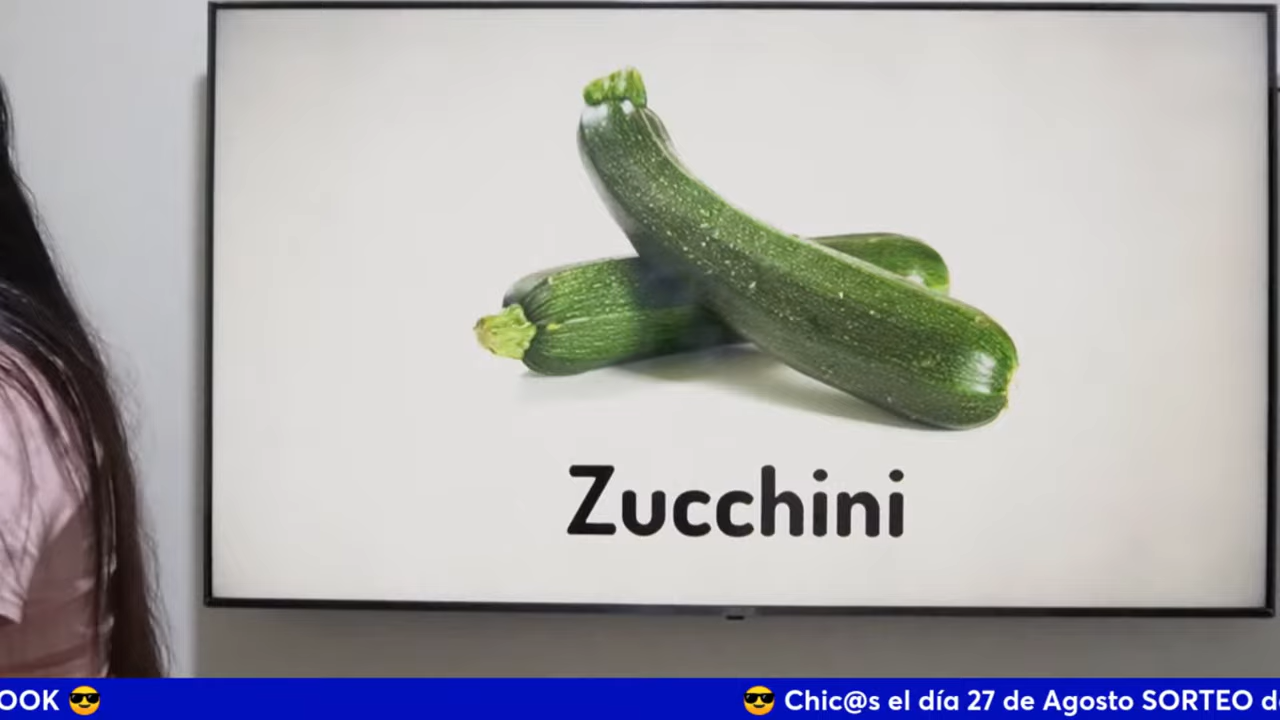 Zucchini
OOK 😎 😎 Chic@s el día 27 de Agosto SORTEO d